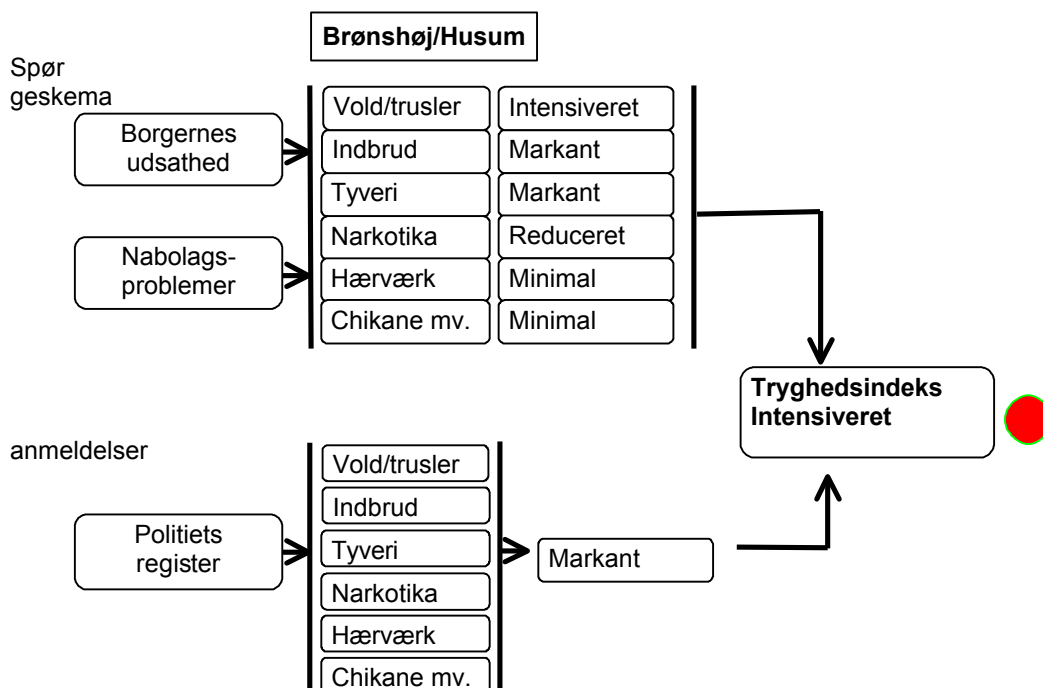 Brønshøj/Husum
Spør
geskema
Borgernes
udsathed
Nabolags-
problemer
Vold/trusler Intensiveret
Indbrud Markant
Tyveri Markant
Narkotika Reduceret
Hærværk Minimal
Chikane mv. Minimal
Tryghedsindeks
Intensiveret
anmeldelser
Politiets
register
Vold/trusler
Indbrud
Tyveri
Narkotika
Hærværk
Chikane mv.
Markant